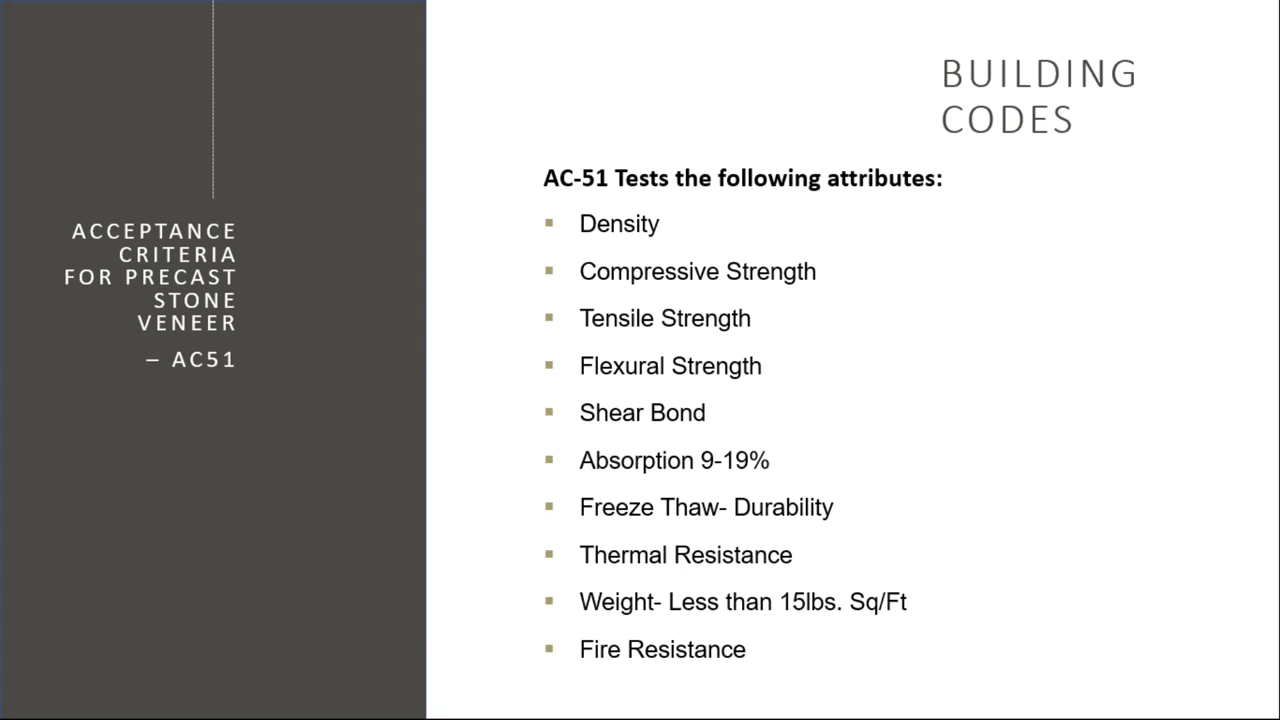 ACCEPTANCE
CRITERIA
FOR PRECAST
STONE
VENEER
– AC51
BUILDING
CODES
AC-51 Tests the following attributes:
▪ Density
▪ Compressive Strength
▪ Tensile Strength
▪ Flexural Strength
▪ Shear Bond
▪ Absorption 9-19%
▪ Freeze Thaw- Durability
▪ Thermal Resistance
▪ Weight- Less than 15lbs. Sq/Ft
▪ Fire Resistance